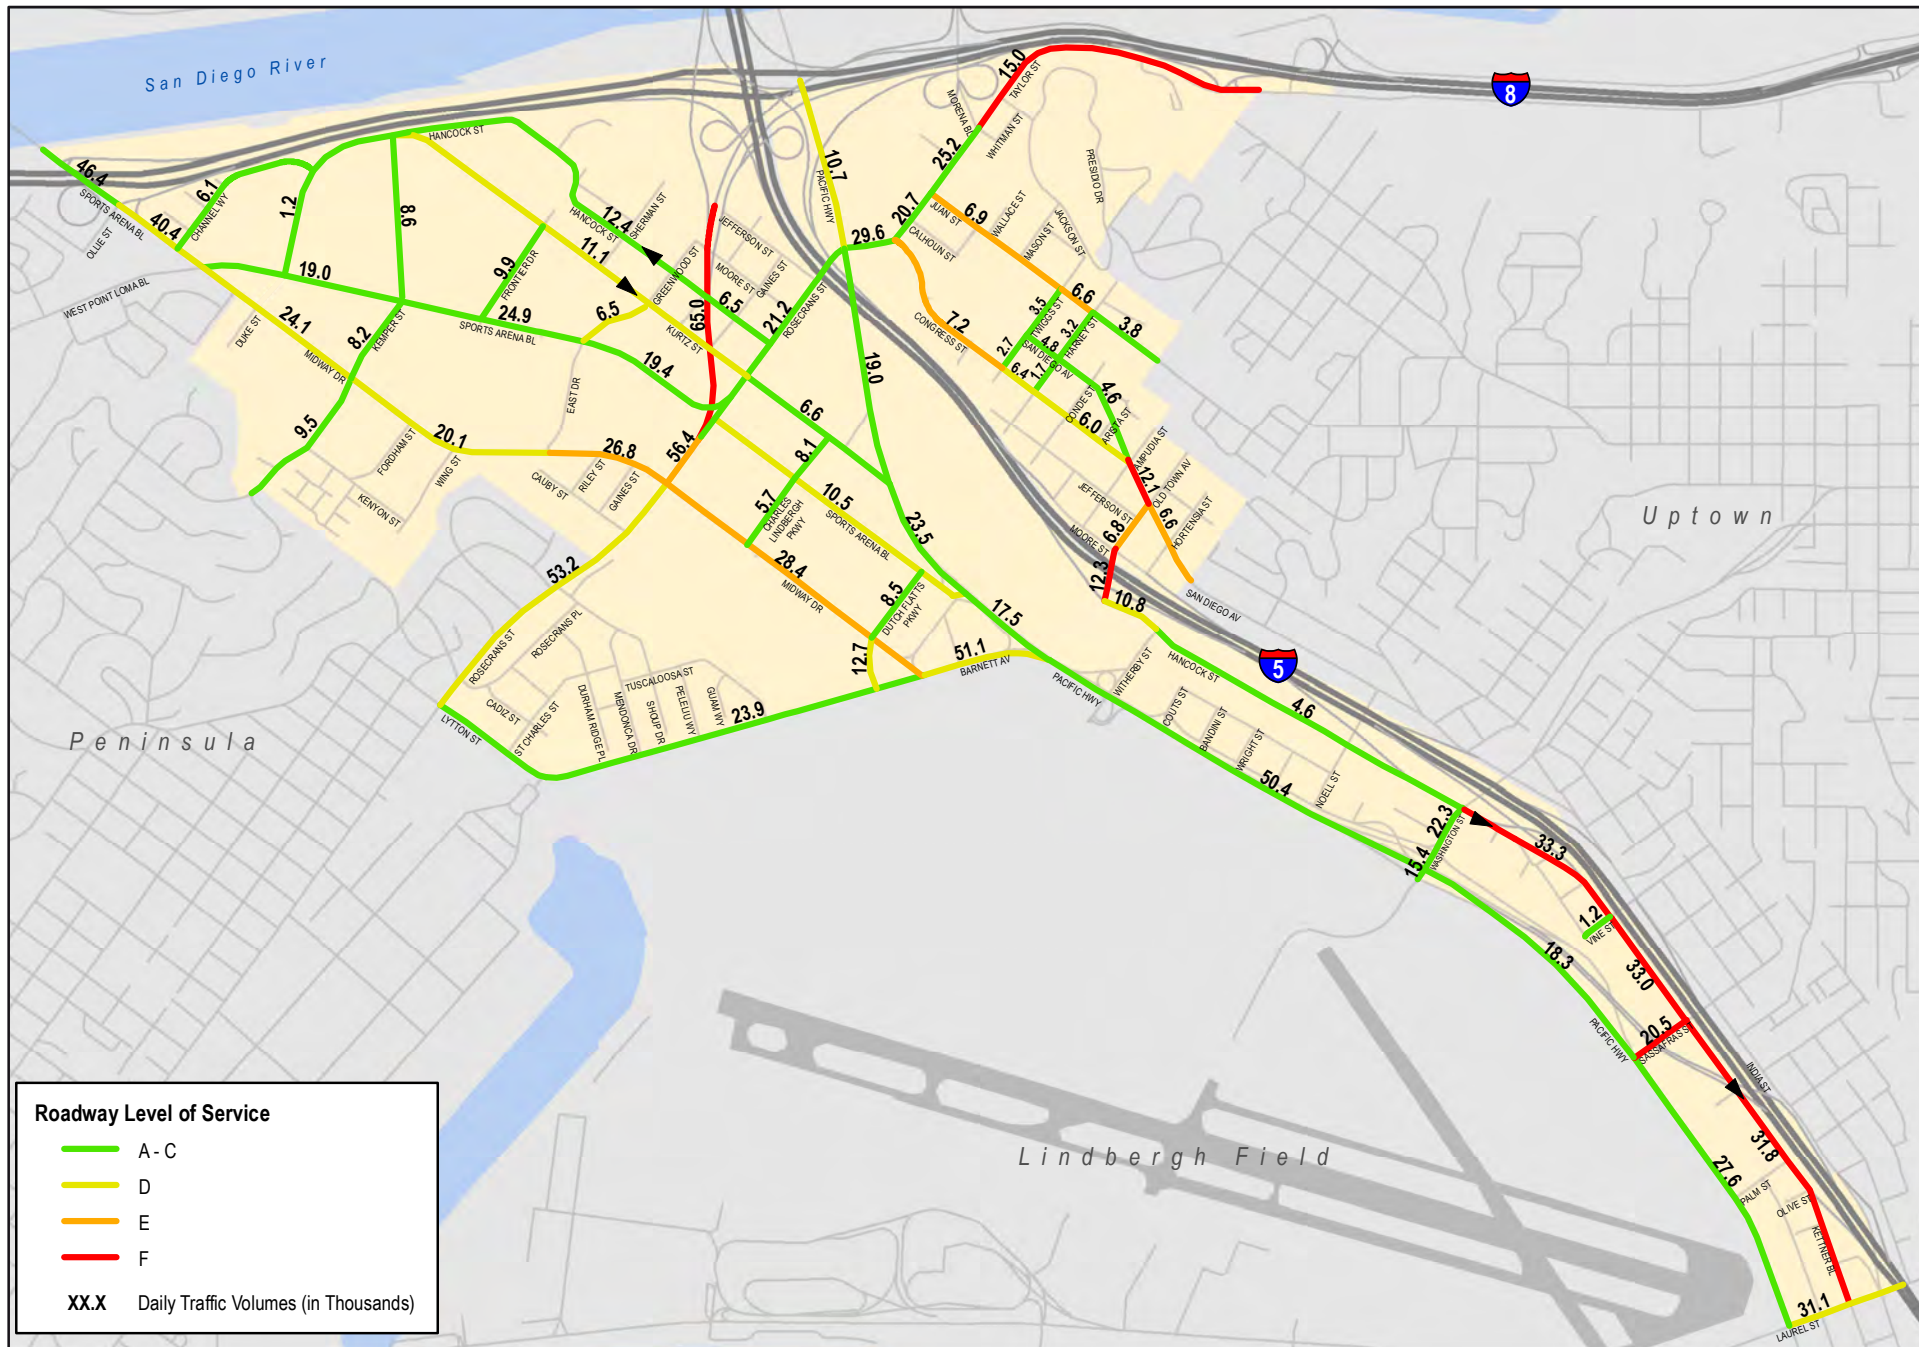 San Diego River
8
HANCOCK ST
15.0
TAYLOR ST
MORENA BL
WHITMAN ST
PRESIDIO DR
46.4
SPORTS ARENA BL
40.4
OLLIE ST
6.1
CHANNEL WY
1.2
8.6
10.7
PACIFIC HWY
25.2
20.7
29.6
JUAN ST
6.9
WALLACE ST
CALHOUN ST
MASON ST
JACKSON ST
12.4
HANCOCK ST
SHERMAN ST
JEFFERSON ST
MOORE ST
GAINES ST
GREENWOOD ST
11.1
9.9
FRONTIER DR
6.5
65.0
6.5
21.2
ROSECRANS ST
WEST POINT LOMA BL
19.0
24.9
SPORTS ARENA BL
24.1
DUKE ST
8.2
KEMPER ST
MIDWAY DR
KURTZ ST
19.4
EAST DR
19.0
7.2
CONGRESS ST
3.5
TWIGGS ST
2.7
6.6
3.2
HARNEY ST
3.8
4.8
SAN DIEGO AV
6.4
1.7
4.6
CONDE ST
ARISTA ST
6.0
AMPUDIA ST
12.1
OLD TOWN AV
JEFFERSON ST
6.6
HORTENSIA ST
MOORE ST
6.8
12.3
10.8
SAN DIEGO AV
Uptown
9.5
FORDHAM ST
20.1
WING ST
KENYON ST
26.8
CAUBY ST
RILEY ST
GAINES ST
56.4
6.6
8.1
5.7
CHARLES
LINDBERGH
PKWY
10.5
SPORTS ARENA BL
23.5
53.2
28.4
MIDWAY DR
8.5
DUTCH FLATTS
PKWY
17.5
12.7
51.1
BARNETT AV
PACIFIC HWY
WITHERBY ST
HANCOCK ST
5
ROSECRANS ST
ROSECRANS PL
CADIZ ST
ST CHARLES ST
LYTTON ST
TUSCALOOSA ST
DURHAM RIDGE PL
MENDONCA DR
SHOUP DR
PELELIU WY
GUAM WY
23.9
Peninsula
COUTS ST
BANDINI ST
WRIGHT ST
NOELL ST
4.6
50.4
22.3
WASHINGTON ST
15.4
33.3
1.2
VINE ST
18.3
33.0
20.5
SASSAFRAS S
PACIFIC HWY
INDIA ST
31.8
27.6
PALM ST
OLIVE ST
KETTNER BL
31.1
LAUREL ST
Lindbergh Field
Roadway Level of Service
A - C
D
E
F
XX.X Daily Traffic Volumes (in Thousands)